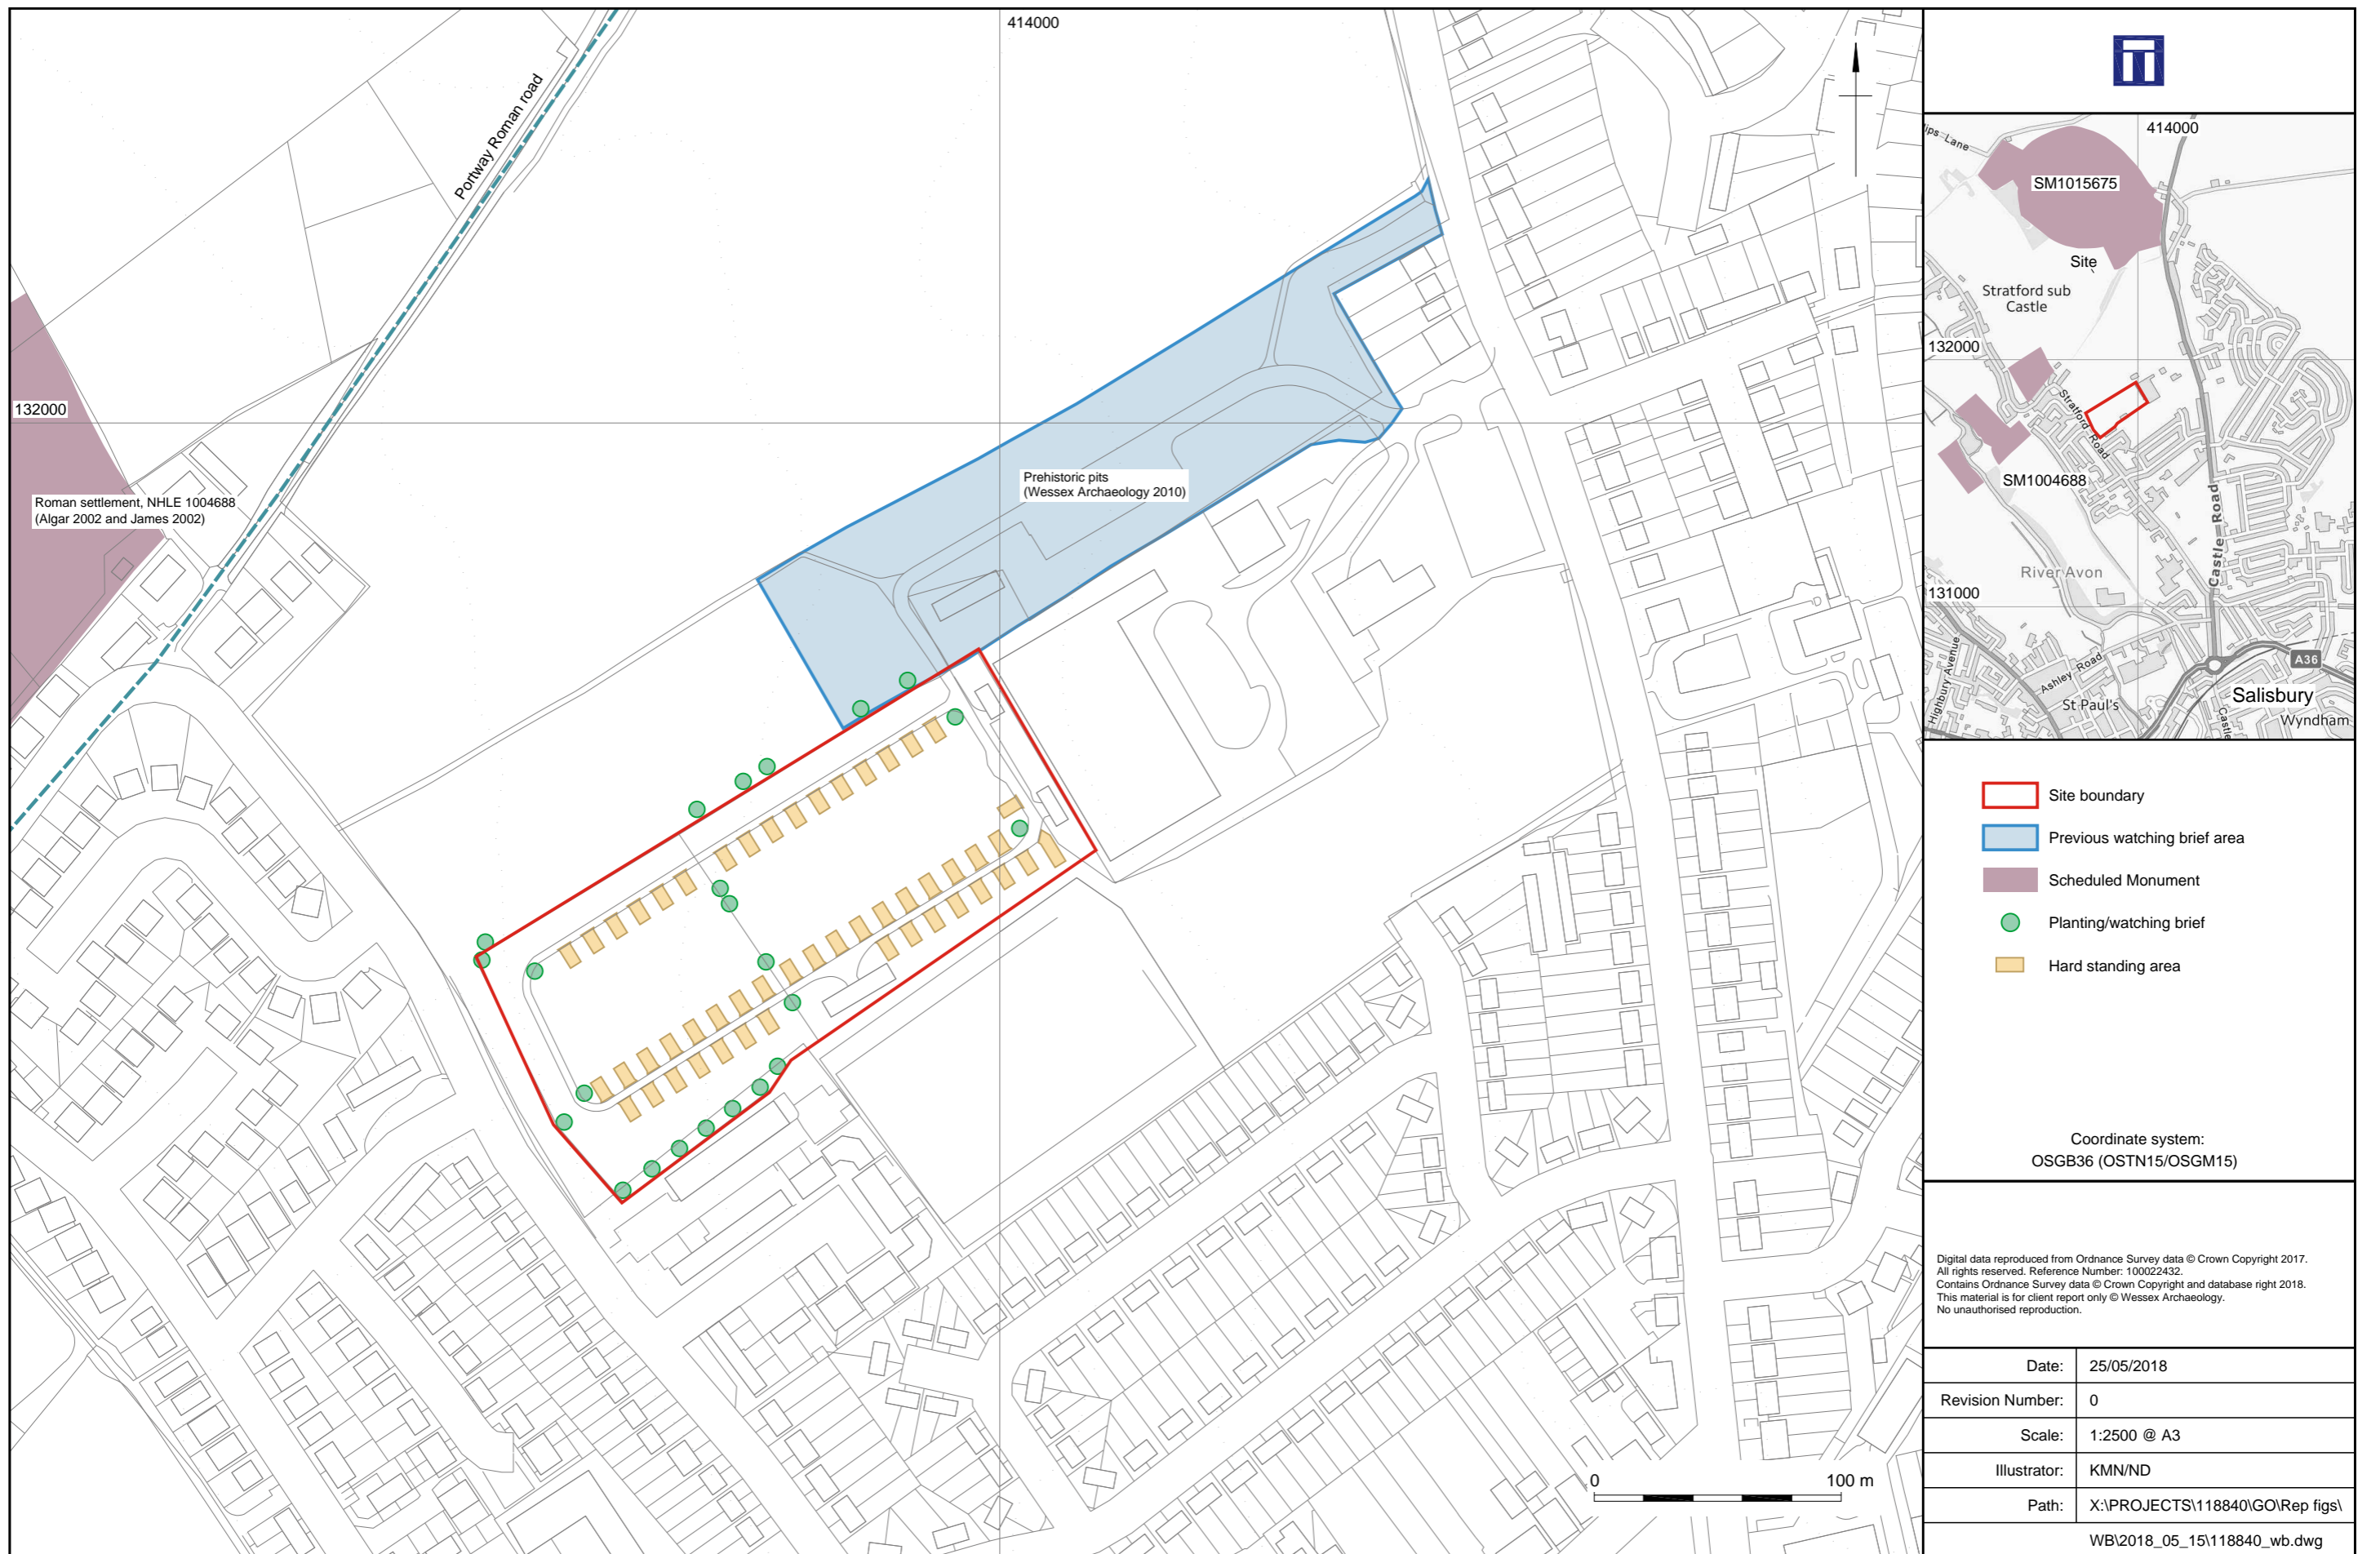 414000
Portway Roman road
132000
Roman settlement, NHLE 1004688
(Algar 2002 and James 2002)
Prehistoric pits
(Wessex Archaeology 2010)
0
100 m
414000
SM1015675
Site
Stratford sub
Castle
132000
Stratford Road
SM1004688
Castle Road
River Avon
131000
Highbury Avenue
Ashley Road
St Paul's
A36
Salisbury
Castle
Wyndham
Site boundary
Previous watching brief area
Scheduled Monument
Planting/watching brief
Hard standing area
Coordinate system:
OSGB36 (OSTN15/OSGM15)
Digital data reproduced from Ordnance Survey data © Crown Copyright 2017.
All rights reserved. Reference Number: 100022432.
Contains Ordnance Survey data © Crown Copyright and database right 2018.
This material is for client report only © Wessex Archaeology.
No unauthorised reproduction.
Date: 25/05/2018
Revision Number: 0
Scale: 1:2500 @ A3
Illustrator: KMN/ND
Path: X:\PROJECTS\118840\GO\Rep figs\
WB\2018_05_15\118840_wb.dwg